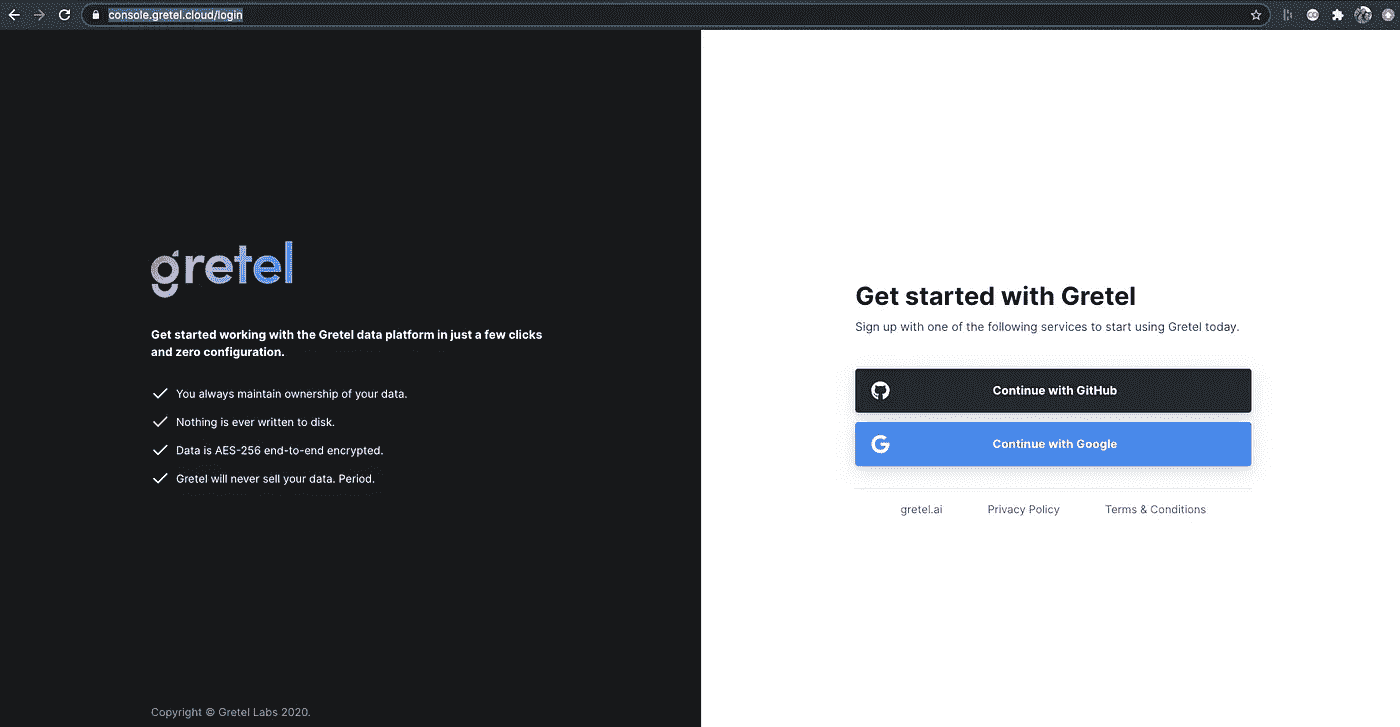 console.gretel.cloud/login
gretel
Get started working with the Gretel data platform in just a few clicks
and zero configuration.
You always maintain ownership of your data.
Nothing is ever written to disk.
Data is AES-256 end-to-end encrypted.
Gretel will never sell your data. Period.
Copyright © Gretel Labs 2020.
Get started with Gretel
Sign up with one of the following services to start using Gretel today.
Continue with GitHub
Continue with Google
gretel.ai Privacy Policy Terms & Conditions